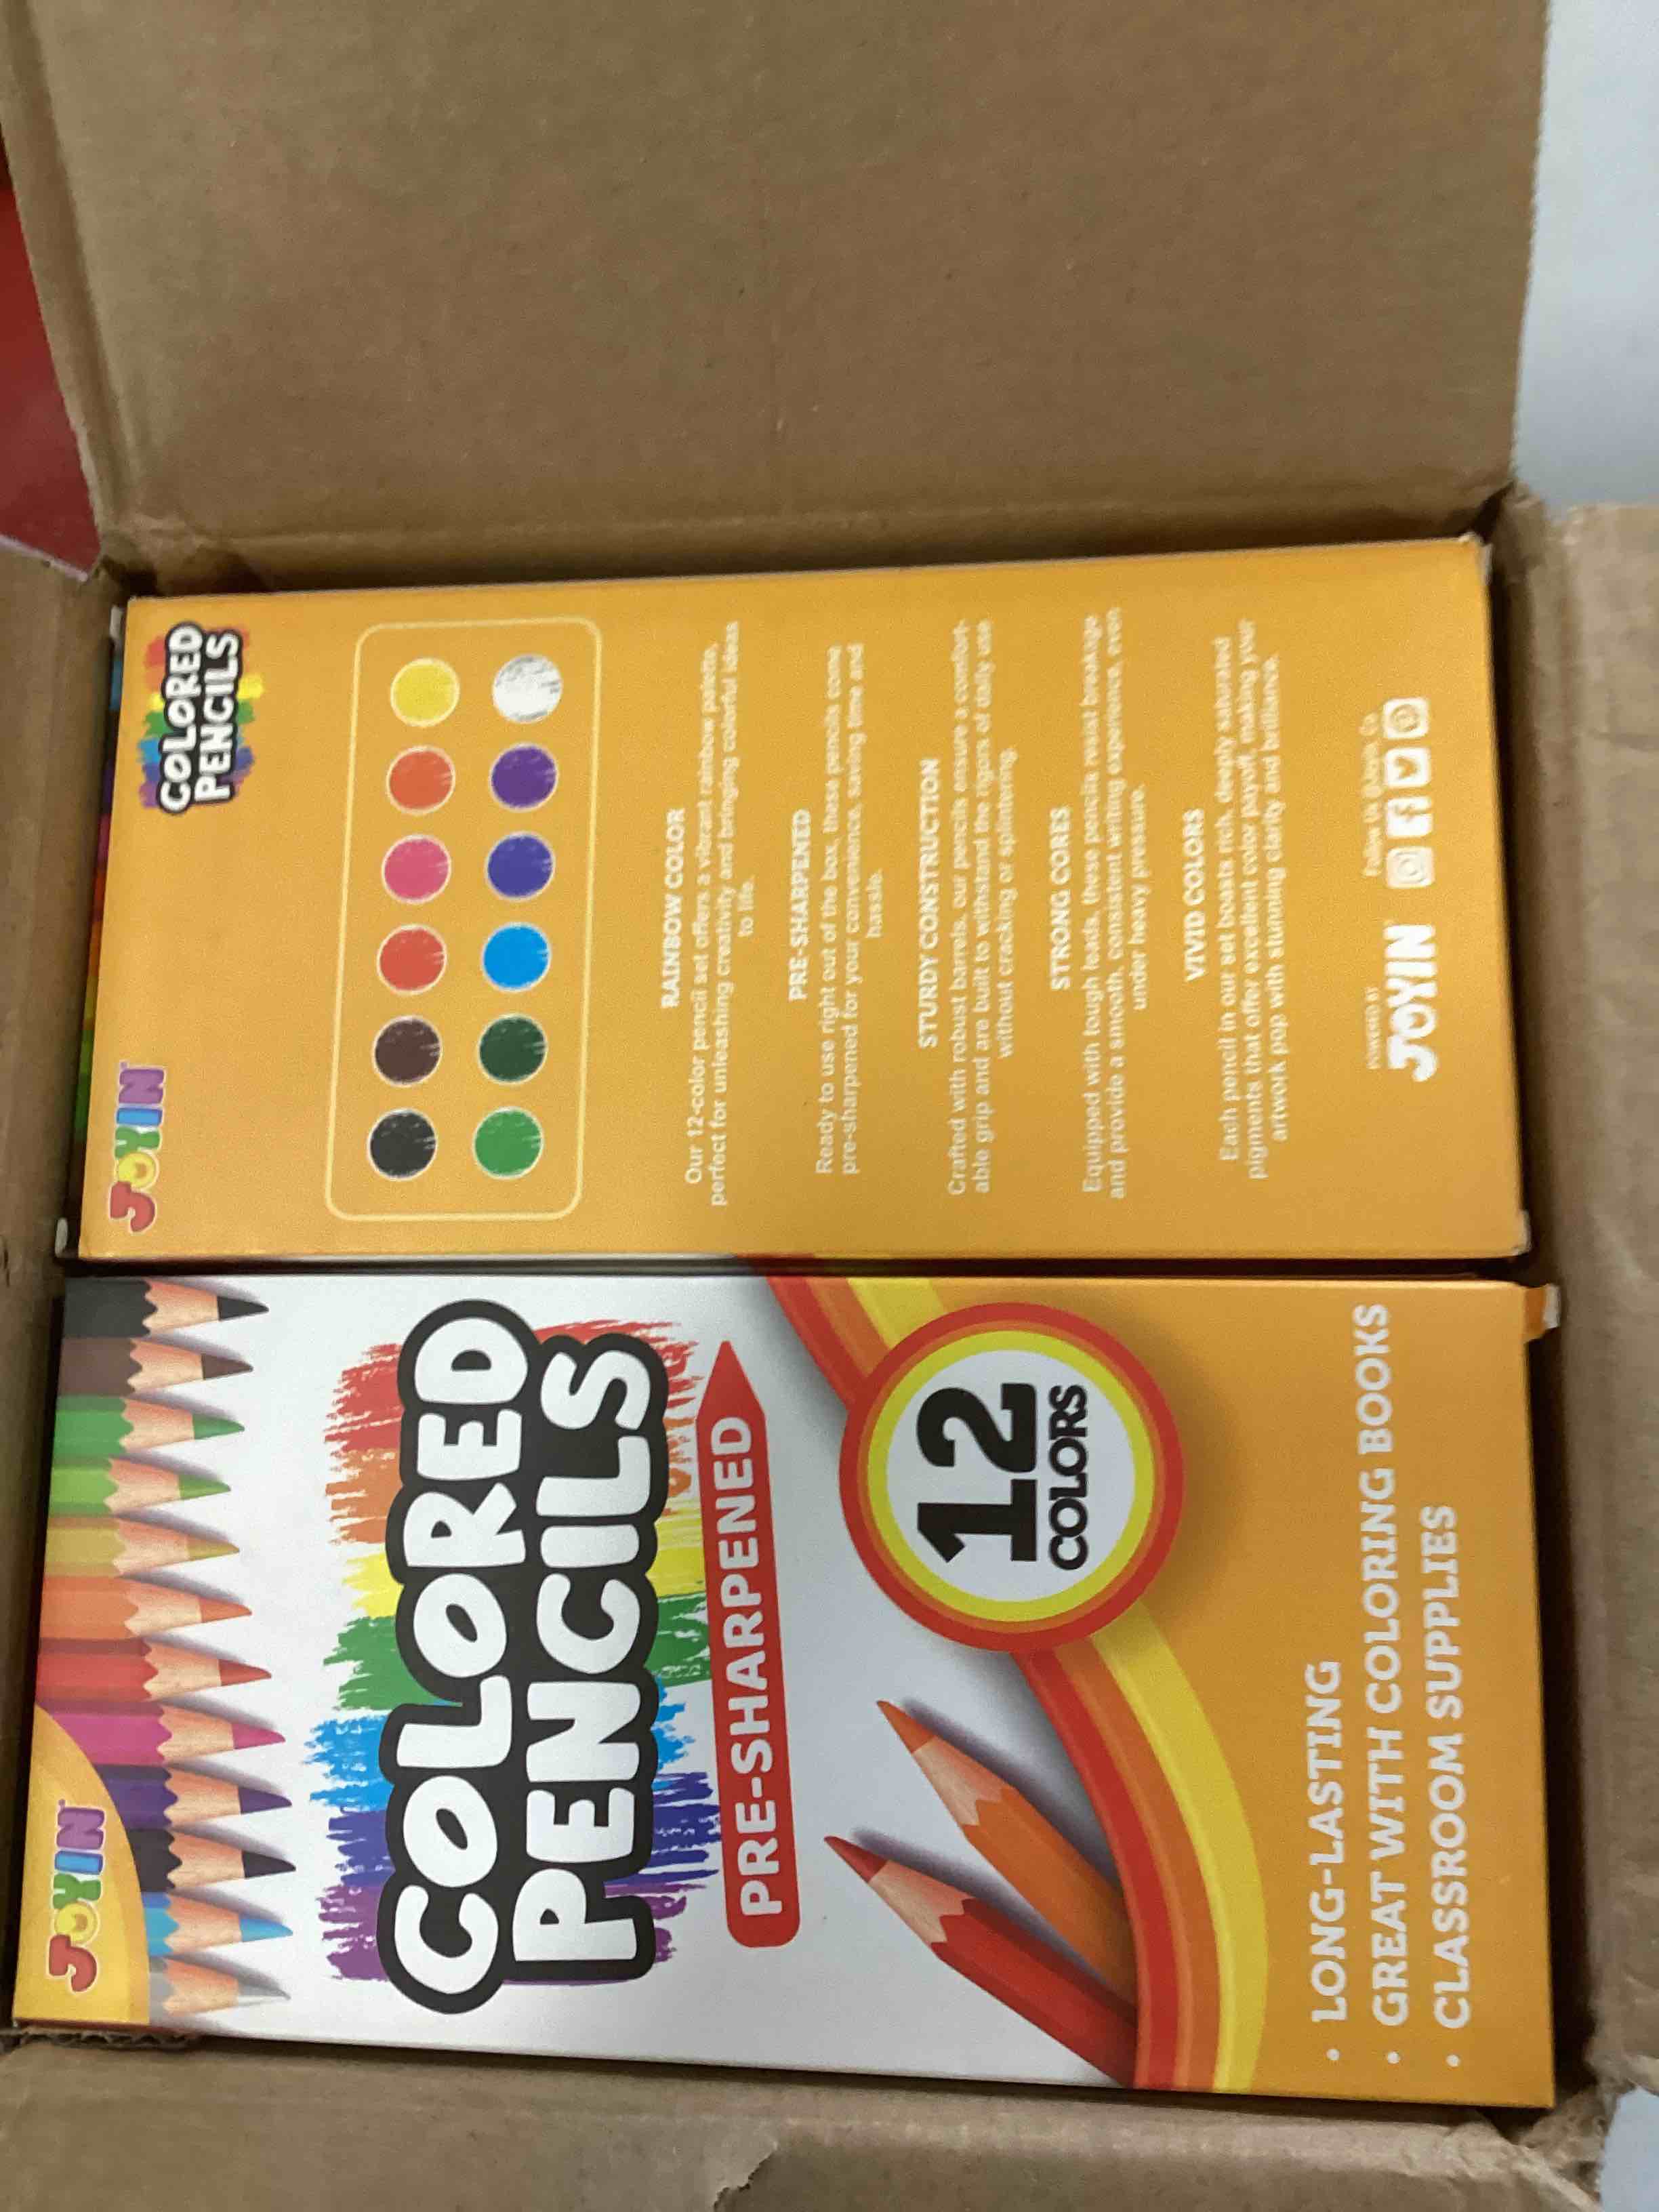 JOYIN
COLORED
PENCILS
PRE-SHARPENED
12
COLORS
• LONG-LASTING
• GREAT WITH COLORING BOOKS
• CLASSROOM SUPPLIES
JOYIN
COLORED
PENCILS
RAINBOW COLOR
Our 12-color pencil set offers a vibrant rainbow palette,
perfect for unleashing creativity and bringing colorful ideas
to life.
PRE-SHARPENED
Ready to use right out of the box, these pencils come
pre-sharpened for your convenience, saving time and
hassle.
STURDY CONSTRUCTION
Crafted with robust barrels, our pencils ensure a comfort-
able grip and are built to withstand the rigors of daily use
without cracking or splintering.
STRONG CORES
Equipped with tough leads, these pencils resist breakage
and provide a smooth, consistent writing experience, even
under heavy pressure.
VIVID COLORS
Each pencil in our set boasts rich, deeply saturated
pigments that offer excellent color payoff, making your
artwork pop with stunning clarity and brilliance.
POWERED BY
JOYIN
Follow Us